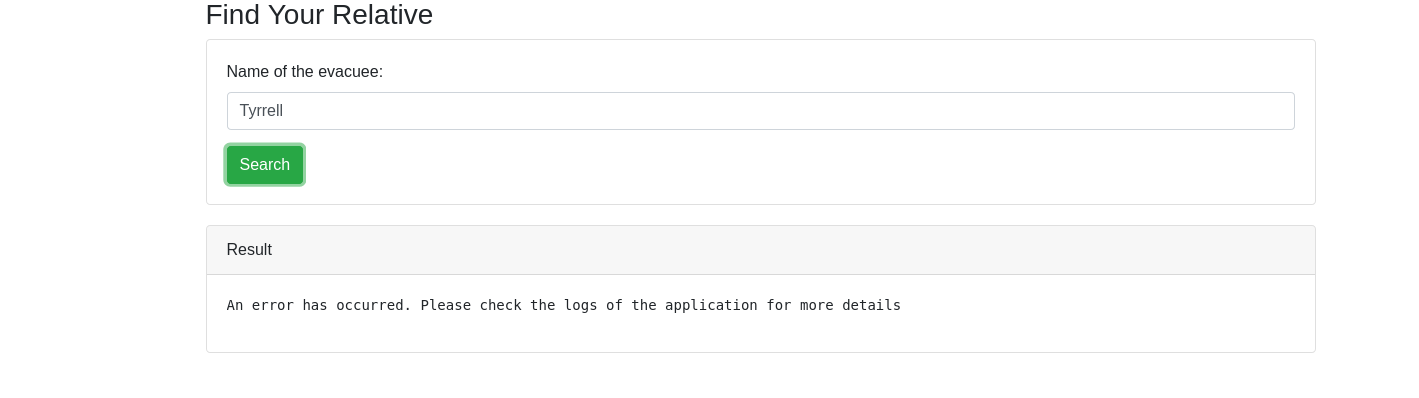 Find Your Relative
Name of the evacuee:
Tyrrell
Search
Result
An error has occurred. Please check the logs of the application for more details